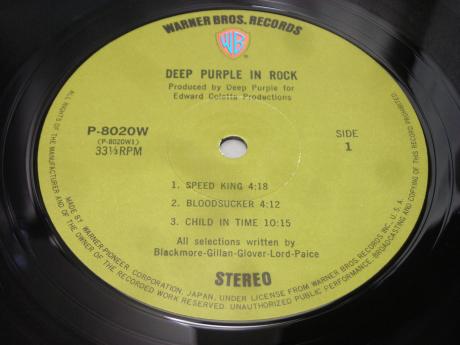 WARNER BROS. RECORDS
WB
DEEP PURPLE IN ROCK
Produced by Deep Purple for
Edward Coletta Productions
P-8020W
(P-8020W1)
33⅓RPM
SIDE
1
1. SPEED KING 4:18
2. BLOODSUCKER 4:12
3. CHILD IN TIME 10:15
All selections written by
Blackmore-Gillan-Glover-Lord-Paice
STEREO
MADE BY WARNER-PIONEER CORPORATION, JAPAN, UNDER LICENSE FROM WARNER BROS. RECORDS INC., U.S.A.
ALL RIGHTS OF THE MANUFACTURER AND OF THE OWNER OF THE RECORDED WORK RESERVED. UNAUTHORIZED PUBLIC PERFORMANCE, BROADCASTING AND COPYING OF THIS RECORD PROHIBITED.